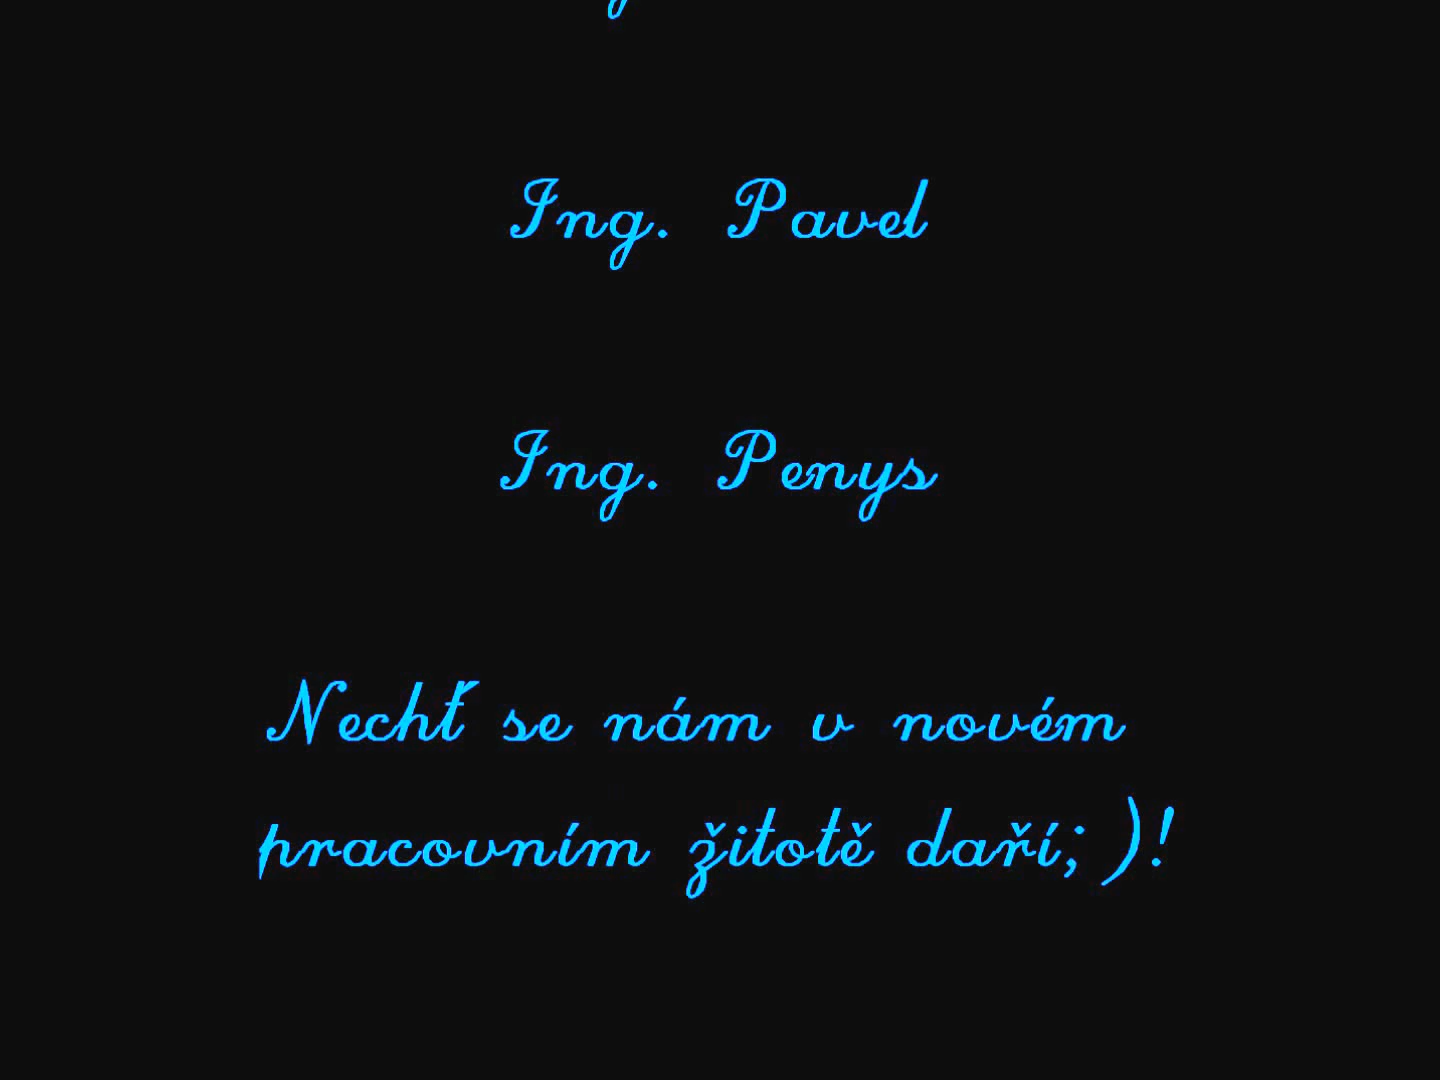 Ing. Pavel
Ing. Penys
Nechť se nám v novém
pracovním žitotě daří;)!